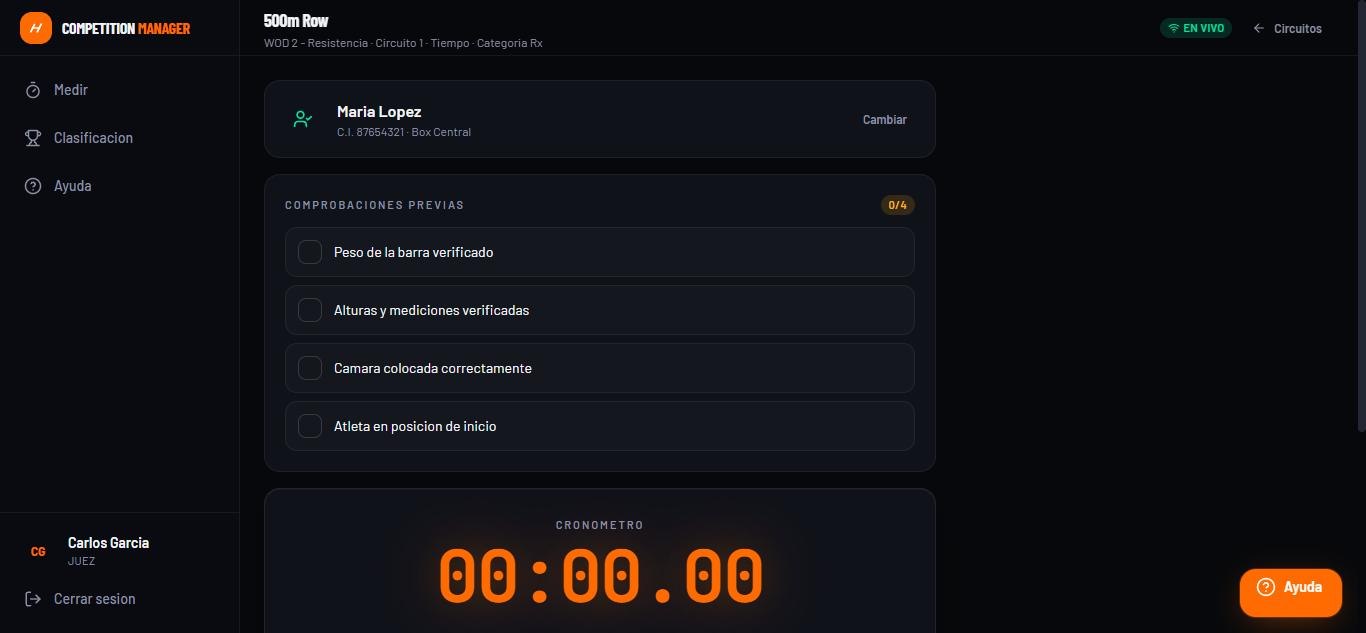 COMPETITION MANAGER
Medir
Clasificacion
Ayuda
CG
Carlos Garcia
JUEZ
Cerrar sesion
500m Row
WOD 2 - Resistencia · Circuito 1 · Tiempo · Categoria Rx
EN VIVO
Circuitos
Maria Lopez
C.I. 87654321 · Box Central
Cambiar
COMPROBACIONES PREVIAS
0/4
Peso de la barra verificado
Alturas y mediciones verificadas
Camara colocada correctamente
Atleta en posicion de inicio
CRONOMETRO
00:00.00
Ayuda